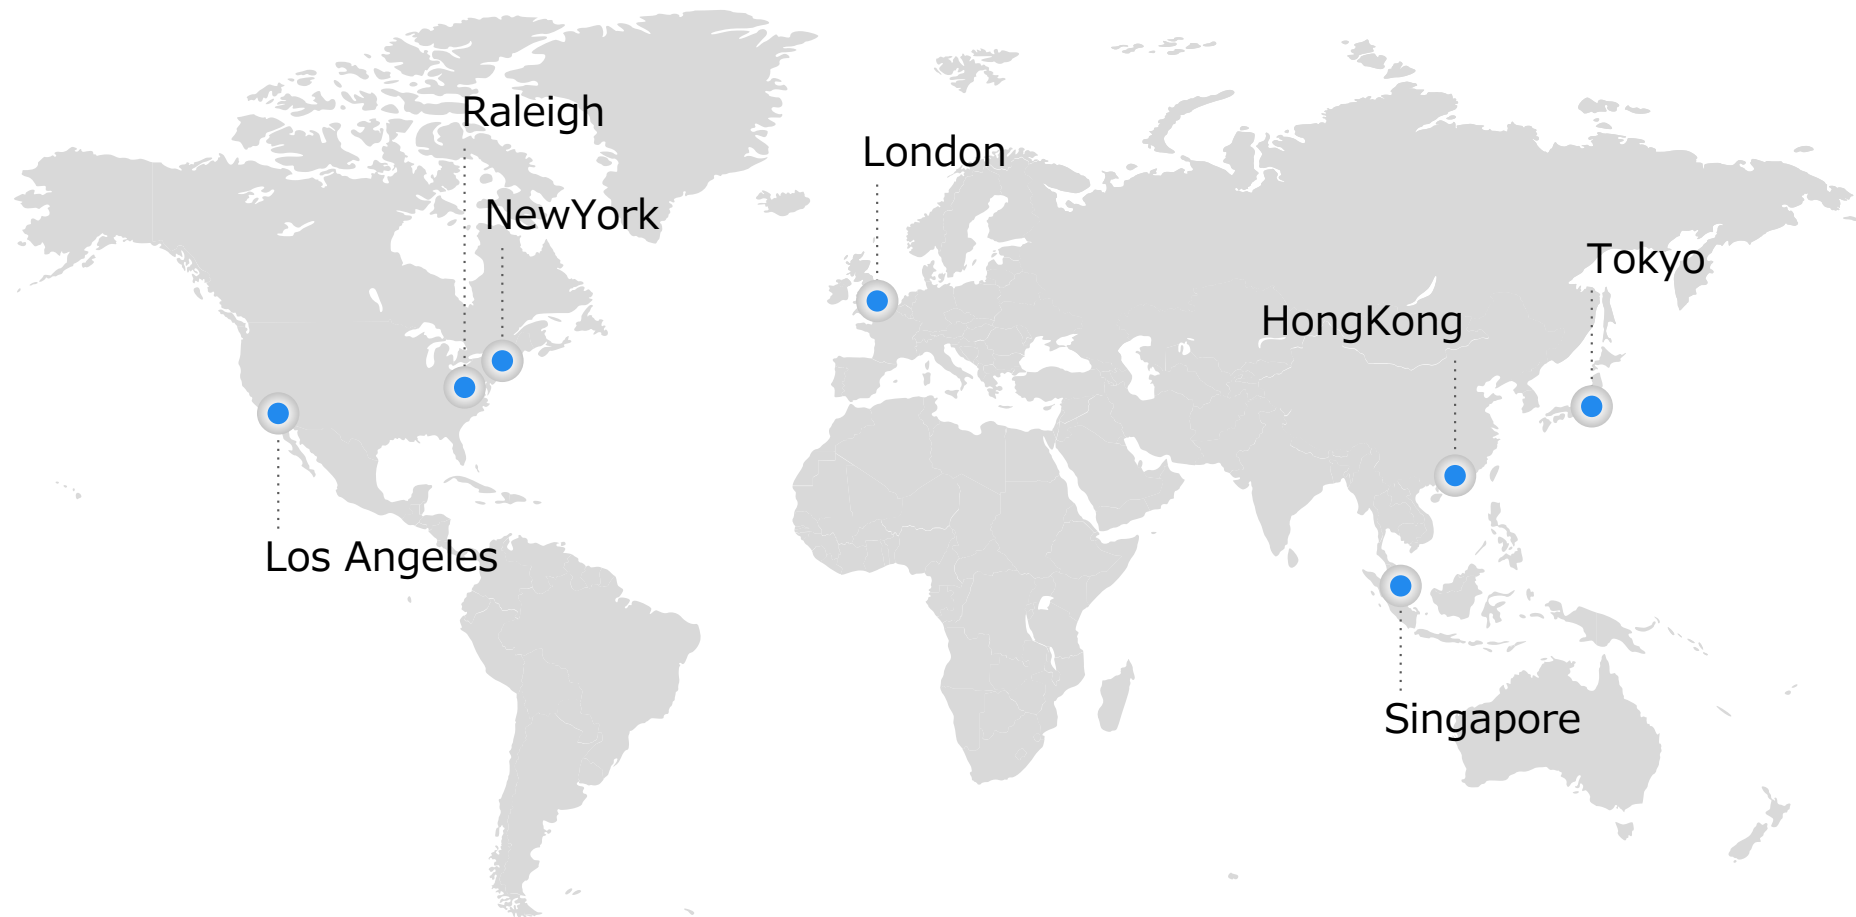 Raleigh
London
NewYork
Tokyo
HongKong
Los Angeles
Singapore